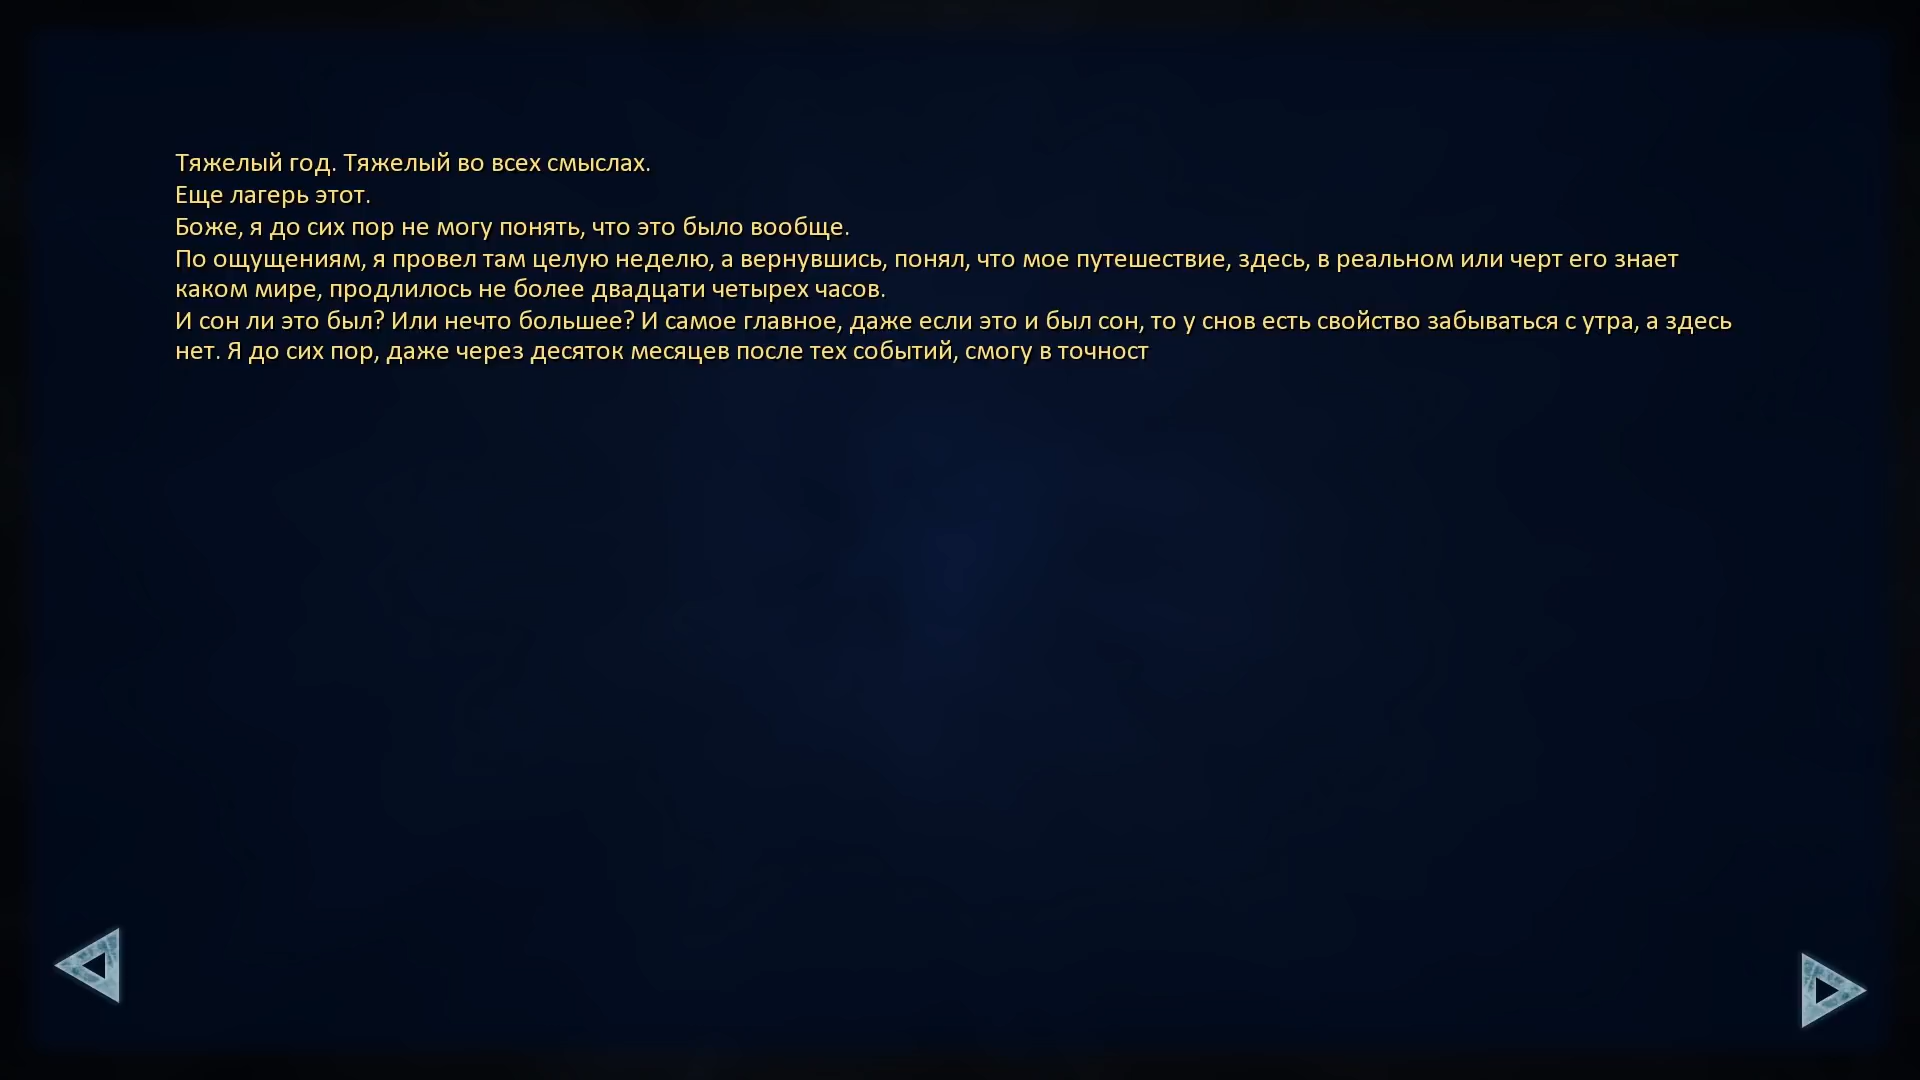 Тяжелый год. Тяжелый во всех смыслах.
Еще лагерь этот.
Боже, я до сих пор не могу понять, что это было вообще.
По ощущениям, я провел там целую неделю, а вернувшись, понял, что мое путешествие, здесь, в реальном или черт его знает
каком мире, продлилось не более двадцати четырех часов.
И сон ли это был? Или нечто большее? И самое главное, даже если это и был сон, то у снов есть свойство забываться с утра, а здесь
нет. Я до сих пор, даже через десяток месяцев после тех событий, смогу в точност